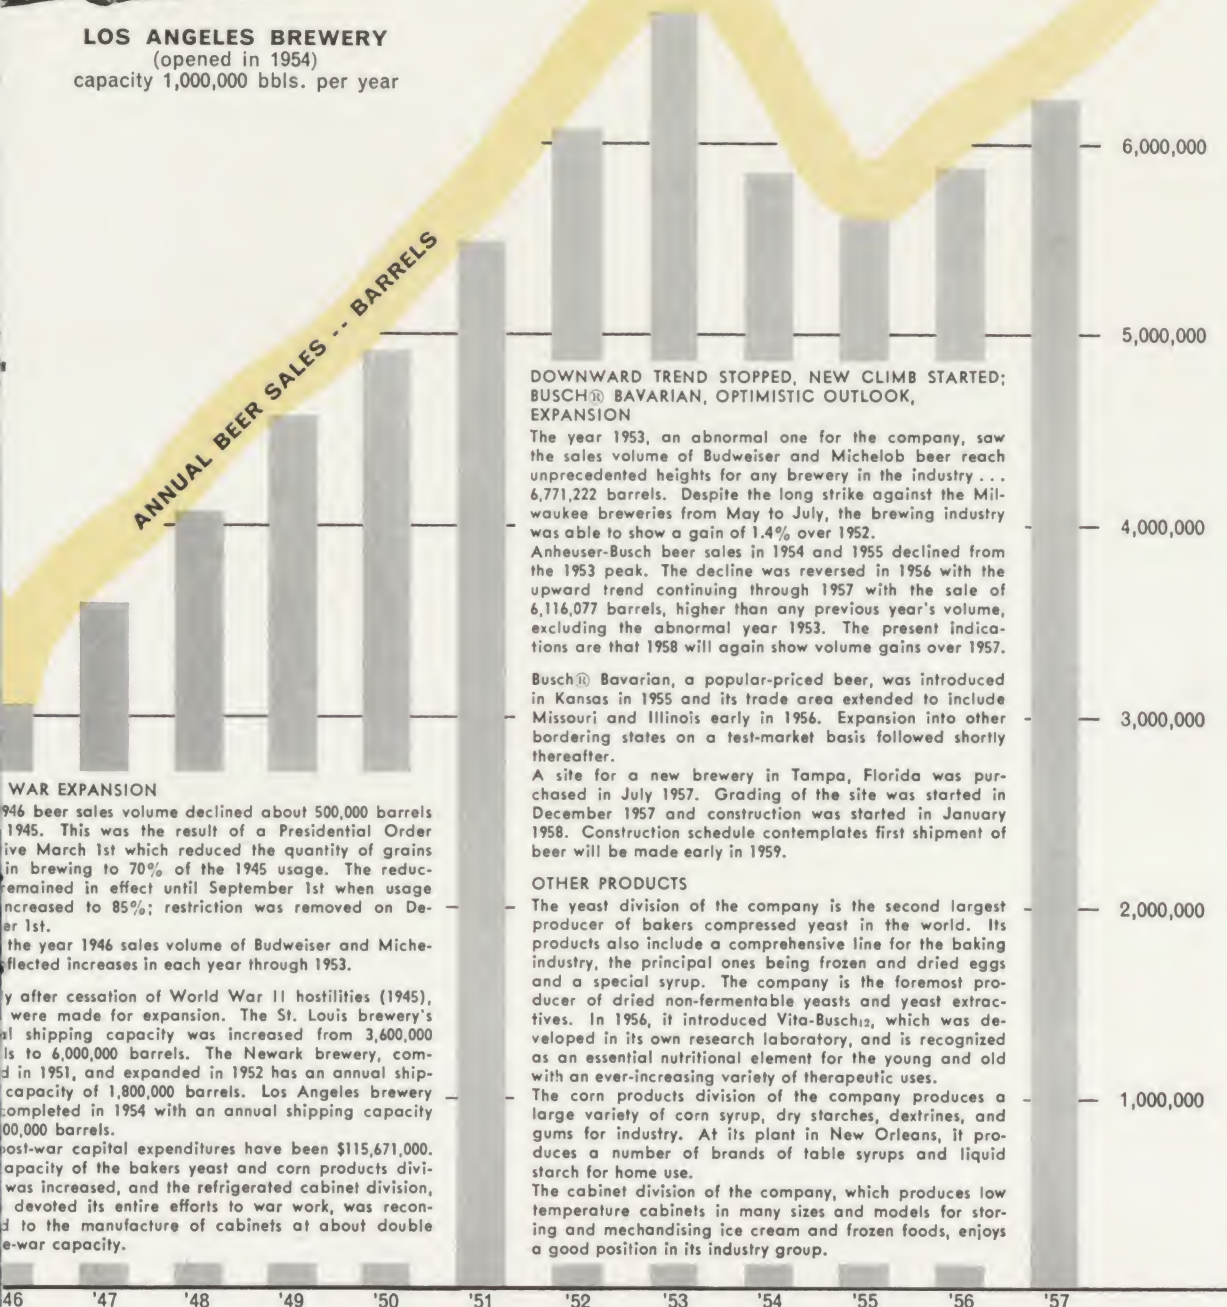 LOS ANGELES BREWERY
(opened in 1954)
capacity 1,000,000 bbls. per year
ANNUAL BEER SALES -- BARRELS
6,000,000
5,000,000
4,000,000
3,000,000
2,000,000
1,000,000
DOWNWARD TREND STOPPED, NEW CLIMB STARTED;
BUSCH® BAVARIAN, OPTIMISTIC OUTLOOK,
EXPANSION
The year 1953, an abnormal one for the company, saw
the sales volume of Budweiser and Michelob beer reach
unprecedented heights for any brewery in the industry . . .
6,771,222 barrels. Despite the long strike against the Mil-
waukee breweries from May to July, the brewing industry
was able to show a gain of 1.4% over 1952.
Anheuser-Busch beer sales in 1954 and 1955 declined from
the 1953 peak. The decline was reversed in 1956 with the
upward trend continuing through 1957 with the sale of
6,116,077 barrels, higher than any previous year's volume,
excluding the abnormal year 1953. The present indica-
tions are that 1958 will again show volume gains over 1957.
Busch® Bavarian, a popular-priced beer, was introduced
in Kansas in 1955 and its trade area extended to include
Missouri and Illinois early in 1956. Expansion into other
bordering states on a test-market basis followed shortly
thereafter.
A site for a new brewery in Tampa, Florida was pur-
chased in July 1957. Grading of the site was started in
December 1957 and construction was started in January
1958. Construction schedule contemplates first shipment of
beer will be made early in 1959.
OTHER PRODUCTS
The yeast division of the company is the second largest
producer of bakers compressed yeast in the world. Its
products also include a comprehensive line for the baking
industry, the principal ones being frozen and dried eggs
and a special syrup. The company is the foremost pro-
ducer of dried non-fermentable yeasts and yeast extrac-
tives. In 1956, it introduced Vita-Busch₁₂, which was de-
veloped in its own research laboratory, and is recognized
as an essential nutritional element for the young and old
with an ever-increasing variety of therapeutic uses.
The corn products division of the company produces a
large variety of corn syrup, dry starches, dextrines, and
gums for industry. At its plant in New Orleans, it pro-
duces a number of brands of table syrups and liquid
starch for home use.
The cabinet division of the company, which produces low
temperature cabinets in many sizes and models for stor-
ing and mechandising ice cream and frozen foods, enjoys
a good position in its industry group.
WAR EXPANSION
946 beer sales volume declined about 500,000 barrels
1945. This was the result of a Presidential Order
ive March 1st which reduced the quantity of grains
in brewing to 70% of the 1945 usage. The reduc-
emained in effect until September 1st when usage
ncreased to 85%; restriction was removed on De-
er 1st.
the year 1946 sales volume of Budweiser and Miche-
flected increases in each year through 1953.
y after cessation of World War II hostilities (1945),
were made for expansion. The St. Louis brewery's
al shipping capacity was increased from 3,600,000
ls to 6,000,000 barrels. The Newark brewery, com-
d in 1951, and expanded in 1952 has an annual ship-
capacity of 1,800,000 barrels. Los Angeles brewery
ompleted in 1954 with an annual shipping capacity
00,000 barrels.
ost-war capital expenditures have been $115,671,000.
apacity of the bakers yeast and corn products divi-
was increased, and the refrigerated cabinet division,
devoted its entire efforts to war work, was recon-
d to the manufacture of cabinets at about double
e-war capacity.
46 '47 '48 '49 '50 '51 '52 '53 '54 '55 '56 '57